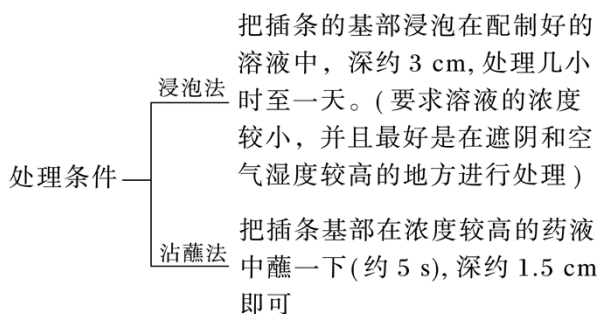 处理条件
浸泡法
把插条的基部浸泡在配制好的
溶液中，深约 3 cm, 处理几小
时至一天。( 要求溶液的浓度
较小，并且最好是在遮阴和空
气湿度较高的地方进行处理 )
沾蘸法
把插条基部在浓度较高的药液
中蘸一下(约 5 s), 深约 1.5 cm
即可